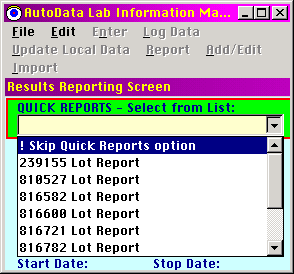 AutoData Lab Information Ma...
File Edit Enter Log Data
Update Local Data Report Add/Edit
Import
Results Reporting Screen
QUICK REPORTS - Select from List:
! Skip Quick Reports option
239155 Lot Report
810527 Lot Report
816582 Lot Report
816600 Lot Report
816721 Lot Report
816782 Lot Report
Start Date: Stop Date: